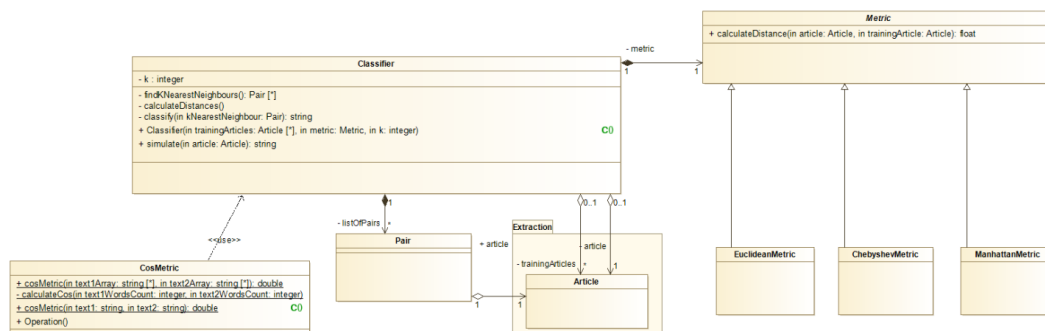 Metric
+ calculateDistance(in article: Article, in trainingArticle: Article): float
- metric
1
1
Classifier
- k : integer
- findKNearestNeighbours(): Pair [*]
- calculateDistances()
- classify(in kNearestNeighbour: Pair): string
+ Classifier(in trainingArticles: Article [*], in metric: Metric, in k: integer)
C()
+ simulate(in article: Article): string
1
0..1
0..1
- listOfPairs
*
<<use>>
Pair
+ article
Extraction
- article
- trainingArticles
*
1
Article
1
1
EuclideanMetric
ChebyshevMetric
ManhattanMetric
CosMetric
+ cosMetric(in text1Array: string [*], in text2Array: string [*]): double
- calculateCos(in text1WordsCount: integer, in text2WordsCount: integer)
+ cosMetric(in text1: string, in text2: string): double
C()
+ Operation()